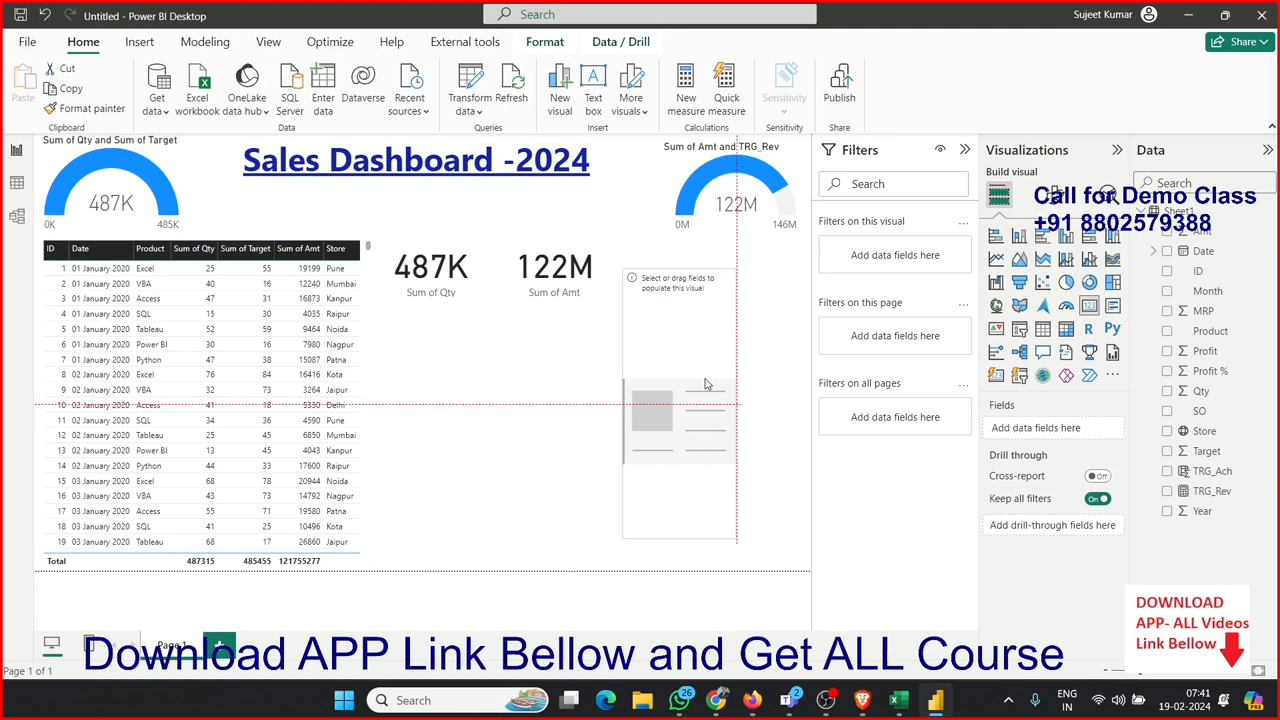 Untitled - Power BI Desktop
Search
Sujeet Kumar
File
Home
Insert
Modeling
View
Optimize
Help
External tools
Format
Data / Drill
Share
Paste
Cut
Copy
Format painter
Clipboard
Get data
Excel workbook
OneLake data hub
SQL Server
Enter data
Dataverse
Recent sources
Data
Transform data
Refresh
Queries
New visual
Text box
More visuals
Insert
New measure
Quick measure
Calculations
Sensitivity
Sensitivity
Publish
Share
Sum of Qty and Sum of Target
487K
0K
485K
Sales Dashboard -2024
Sum of Amt and TRG_Rev
122M
0M
146M
ID Date Product Sum of Qty Sum of Target Sum of Amt Store
1 01 January 2020 Excel 25 55 19199 Pune
2 01 January 2020 VBA 40 16 12240 Mumbai
3 01 January 2020 Access 47 31 16873 Kanpur
4 01 January 2020 SQL 15 30 4035 Raipur
5 01 January 2020 Tableau 52 59 9464 Noida
6 01 January 2020 Power BI 30 16 7980 Nagpur
7 01 January 2020 Python 47 38 15087 Patna
8 02 January 2020 Excel 76 84 16416 Kota
9 02 January 2020 VBA 32 73 3264 Jaipur
10 02 January 2020 Access 41 18 5330 Delhi
11 02 January 2020 SQL 34 36 4590 Pune
12 02 January 2020 Tableau 25 45 6850 Mumbai
13 02 January 2020 Power BI 41 45 4043 Kanpur
14 02 January 2020 Python 44 33 17600 Raipur
15 03 January 2020 Excel 68 78 20944 Noida
16 03 January 2020 VBA 43 73 14792 Nagpur
17 03 January 2020 Access 55 71 19580 Patna
18 03 January 2020 SQL 41 25 10496 Kota
19 03 January 2020 Tableau 68 17 26860 Jaipur
Total 487315 485455 121755277
487K
Sum of Qty
122M
Sum of Amt
Select or drag fields to
populate this visual
Filters
Search
Filters on this visual
Add data fields here
Filters on this page
Add data fields here
Filters on all pages
Add data fields here
Visualizations
Build visual
R
Py
123
Fields
Add data fields here
Drill through
Cross-report
Off
Keep all filters
On
Add drill-through fields here
Data
Search
Call for Demo Class
+91 8802579388
Sheet1
Amt
Date
ID
Month
MRP
Product
Profit
Profit %
Qty
SO
Store
Target
TRG_Ach
TRG_Rev
Year
DOWNLOAD
APP- ALL Videos
Link Bellow
Page 1
Download APP Link Bellow and Get ALL Course
Page 1 of 1
Search
26
2
ENG
IN
07:41
19-02-2024